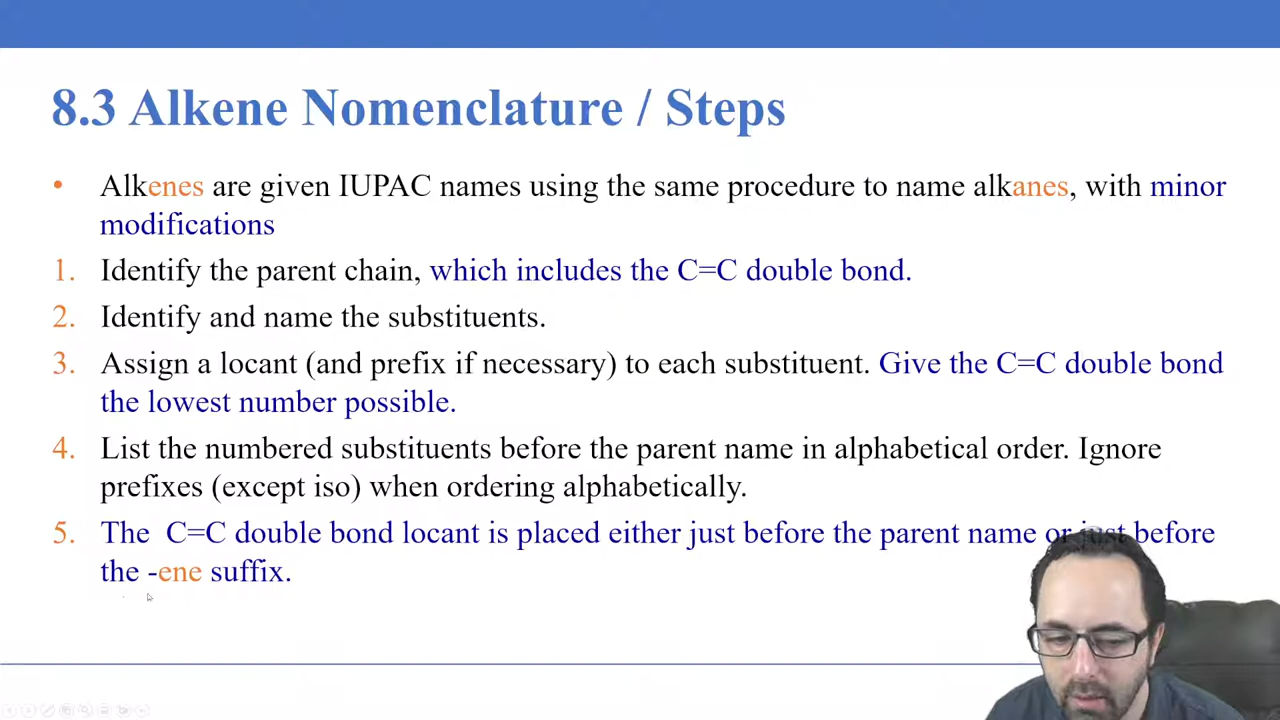 8.3 Alkene Nomenclature / Steps
• Alkenes are given IUPAC names using the same procedure to name alkanes, with minor
modifications
1. Identify the parent chain, which includes the C=C double bond.
2. Identify and name the substituents.
3. Assign a locant (and prefix if necessary) to each substituent. Give the C=C double bond
the lowest number possible.
4. List the numbered substituents before the parent name in alphabetical order. Ignore
prefixes (except iso) when ordering alphabetically.
5. The C=C double bond locant is placed either just before the parent name or just before
the -ene suffix.